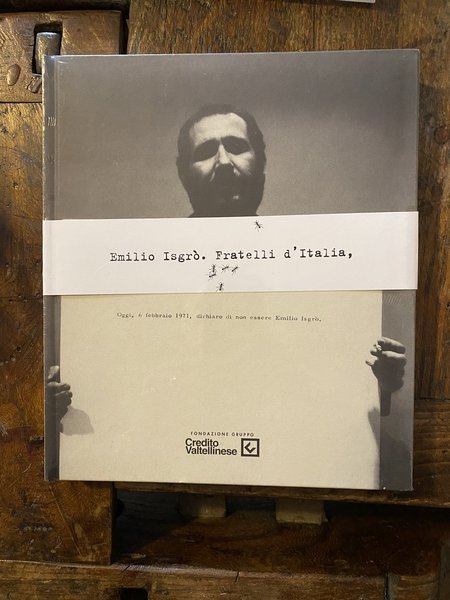 Emilio Isgrò. Fratelli d'Italia,
Oggi, 6 febbraio 1971, dichiaro di non essere Emilio Isgrò.
FONDAZIONE GRUPPO
Credito
Valtellinese